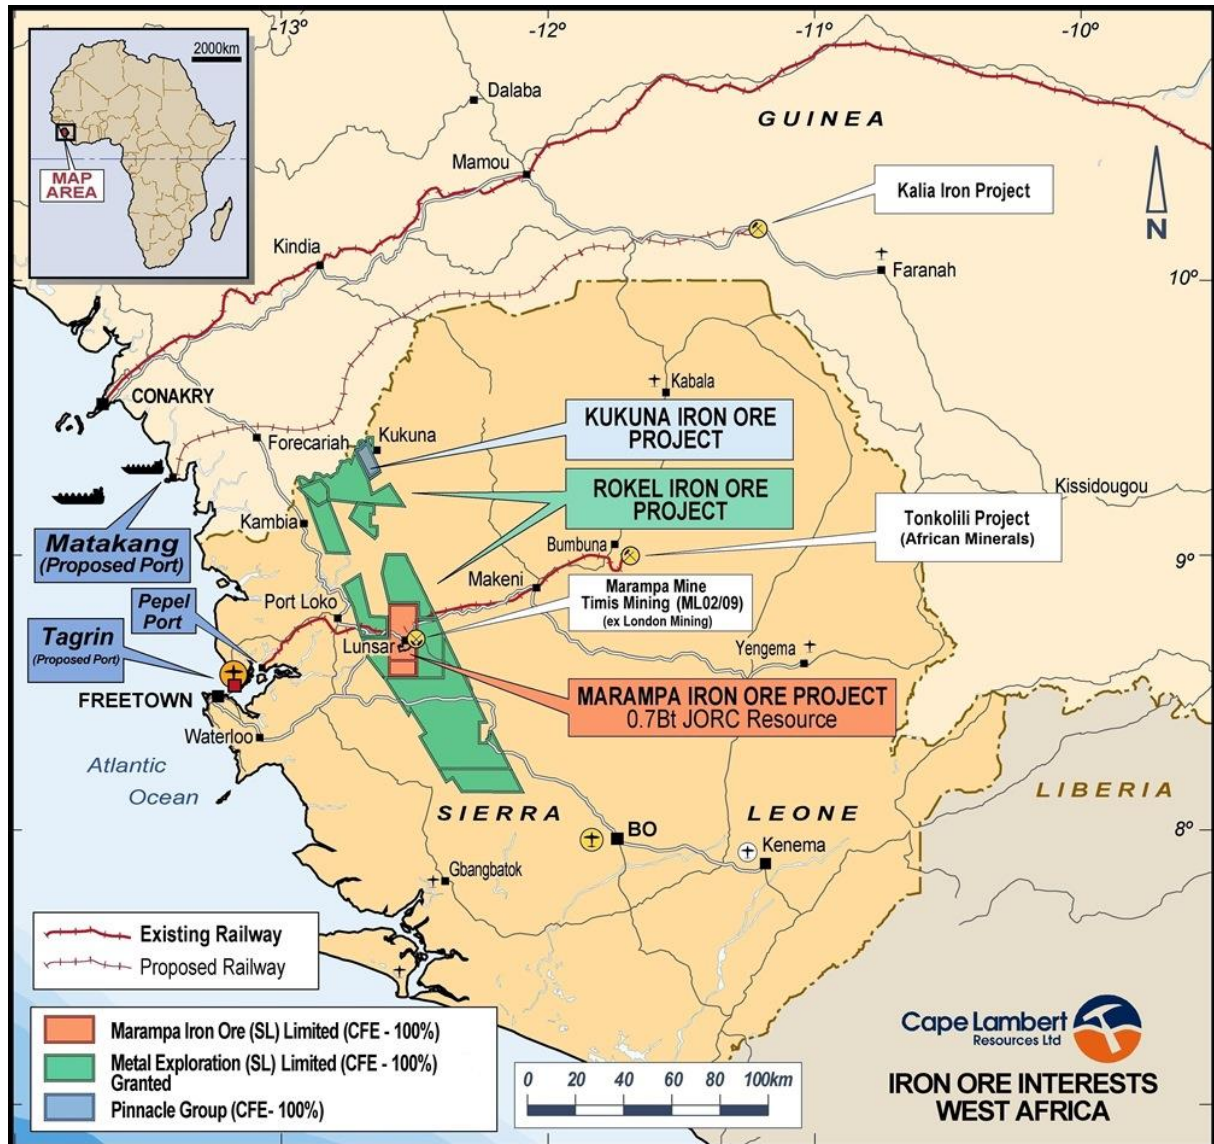 -13°
-12°
-11°
-10°
2000km
MAP
AREA
Dalaba
GUINEA
Mamou
Kalia Iron Project
N
Kindia
Faranah
10°
Kabala
CONAKRY
KUKUNA IRON ORE
PROJECT
Forecariah
Kukuna
ROKEL IRON ORE
PROJECT
Kissidougou
Kambia
Tonkolili Project
(African Minerals)
Matakang
(Proposed Port)
Bumbuna
9°
Makeni
Marampa Mine
Timis Mining (ML02/09)
(ex London Mining)
Pepel
Port
Port Loko
Tagrin
(Proposed Port)
Lunsar
Yengema
FREETOWN
MARAMPA IRON ORE PROJECT
0.7Bt JORC Resource
Waterloo
Atlantic
Ocean
LIBERIA
SIERRA LEONE
8°
BO
Kenema
Gbangbatok
Existing Railway
Proposed Railway
Marampa Iron Ore (SL) Limited (CFE - 100%)
Metal Exploration (SL) Limited (CFE - 100%)
Granted
Pinnacle Group (CFE- 100%)
0 20 40 60 80 100km
Cape Lambert
Resources Ltd
IRON ORE INTERESTS
WEST AFRICA